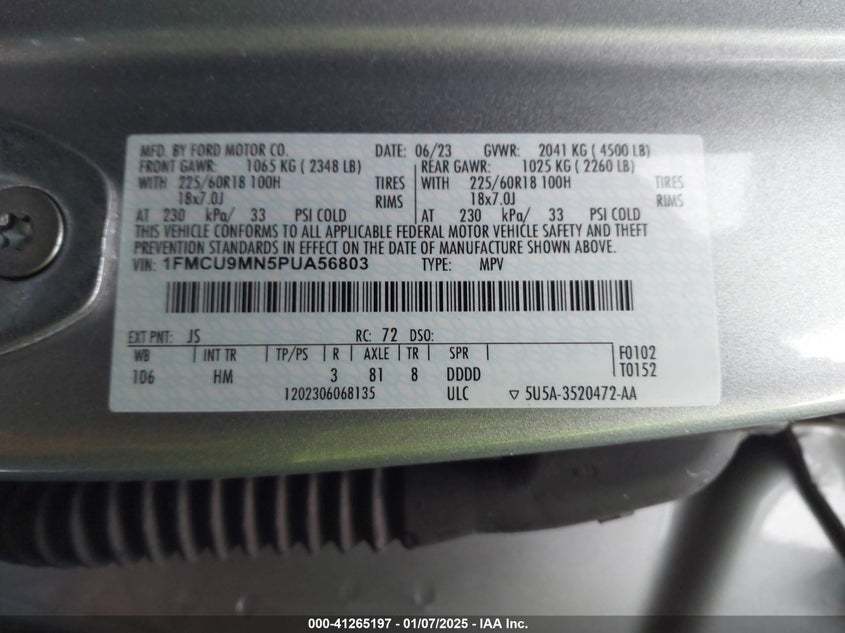 MFD. BY FORD MOTOR CO. DATE: 06/23 GVWR: 2041 KG ( 4500 LB)
FRONT GAWR: 1065 KG ( 2348 LB) REAR GAWR: 1025 KG ( 2260 LB)
WITH 225/60R18 100H TIRES WITH 225/60R18 100H TIRES
18x7.0J RIMS 18x7.0J RIMS
AT 230 kPa/ 33 PSI COLD AT 230 kPa/ 33 PSI COLD
THIS VEHICLE CONFORMS TO ALL APPLICABLE FEDERAL MOTOR VEHICLE SAFETY AND THEFT
PREVENTION STANDARDS IN EFFECT ON THE DATE OF MANUFACTURE SHOWN ABOVE.
VIN: 1FMCU9MN5PUA56803 TYPE: MPV
EXT PNT: JS RC: 72 DSO:
WB INT TR TP/PS R AXLE TR SPR F0102
106 HM 3 81 8 DDDD T0152
1202306068135 ULC ▽ 5U5A-3520472-AA
000-41265197 - 01/07/2025 - IAA Inc.